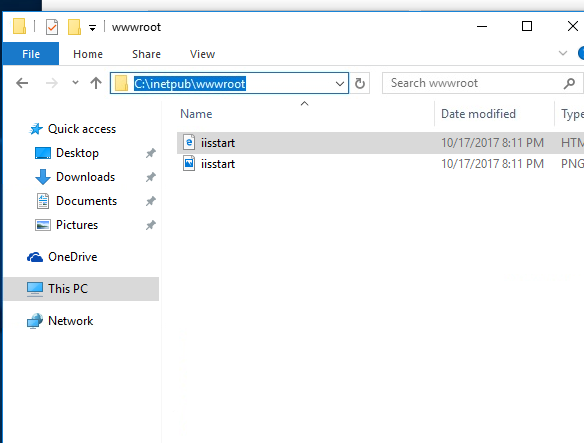 wwwroot
File Home Share View
C:\inetpub\wwwroot
Search wwwroot
Name Date modified Type
Quick access
iisstart 10/17/2017 8:11 PM HTM
Desktop
iisstart 10/17/2017 8:11 PM PNG
Downloads
Documents
Pictures
OneDrive
This PC
Network